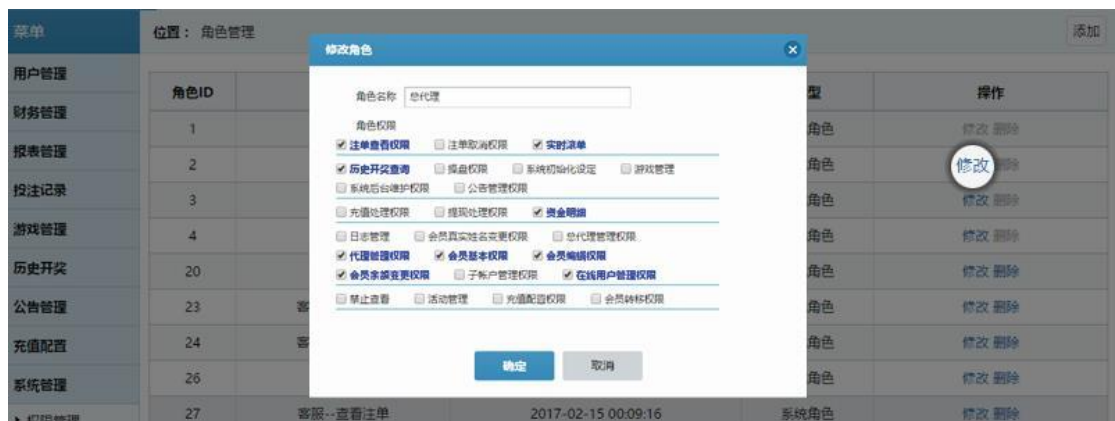 菜单
位置： 角色管理
添加
用户管理
财务管理
报表管理
投注记录
游戏管理
历史开奖
公告管理
充值配置
系统管理
修改角色
角色名称 总代理
角色权限
注单查看权限 注单取消权限 实时滚单
历史开奖查询 操盘权限 系统初始化设定 游戏管理
系统后台维护权限 公告管理权限
充值处理权限 提现处理权限 资金明细
日志管理 会员真实姓名变更权限 总代理管理权限
代理管理权限 会员基本权限 会员编辑权限
会员余额变更权限 子帐户管理权限 在线用户管理权限
禁止查看 活动管理 充值配置权限 会员转移权限
确定 取消
角色ID 型 操作
1 角色 修改 删除
2 角色 修改 删除
3 角色 修改 删除
4 角色 修改 删除
20 角色 修改 删除
23 客 角色 修改 删除
24 客 角色 修改 删除
26 角色 修改 删除
27 客服--查看注单 2017-02-15 00:09:16 系统角色 修改 删除